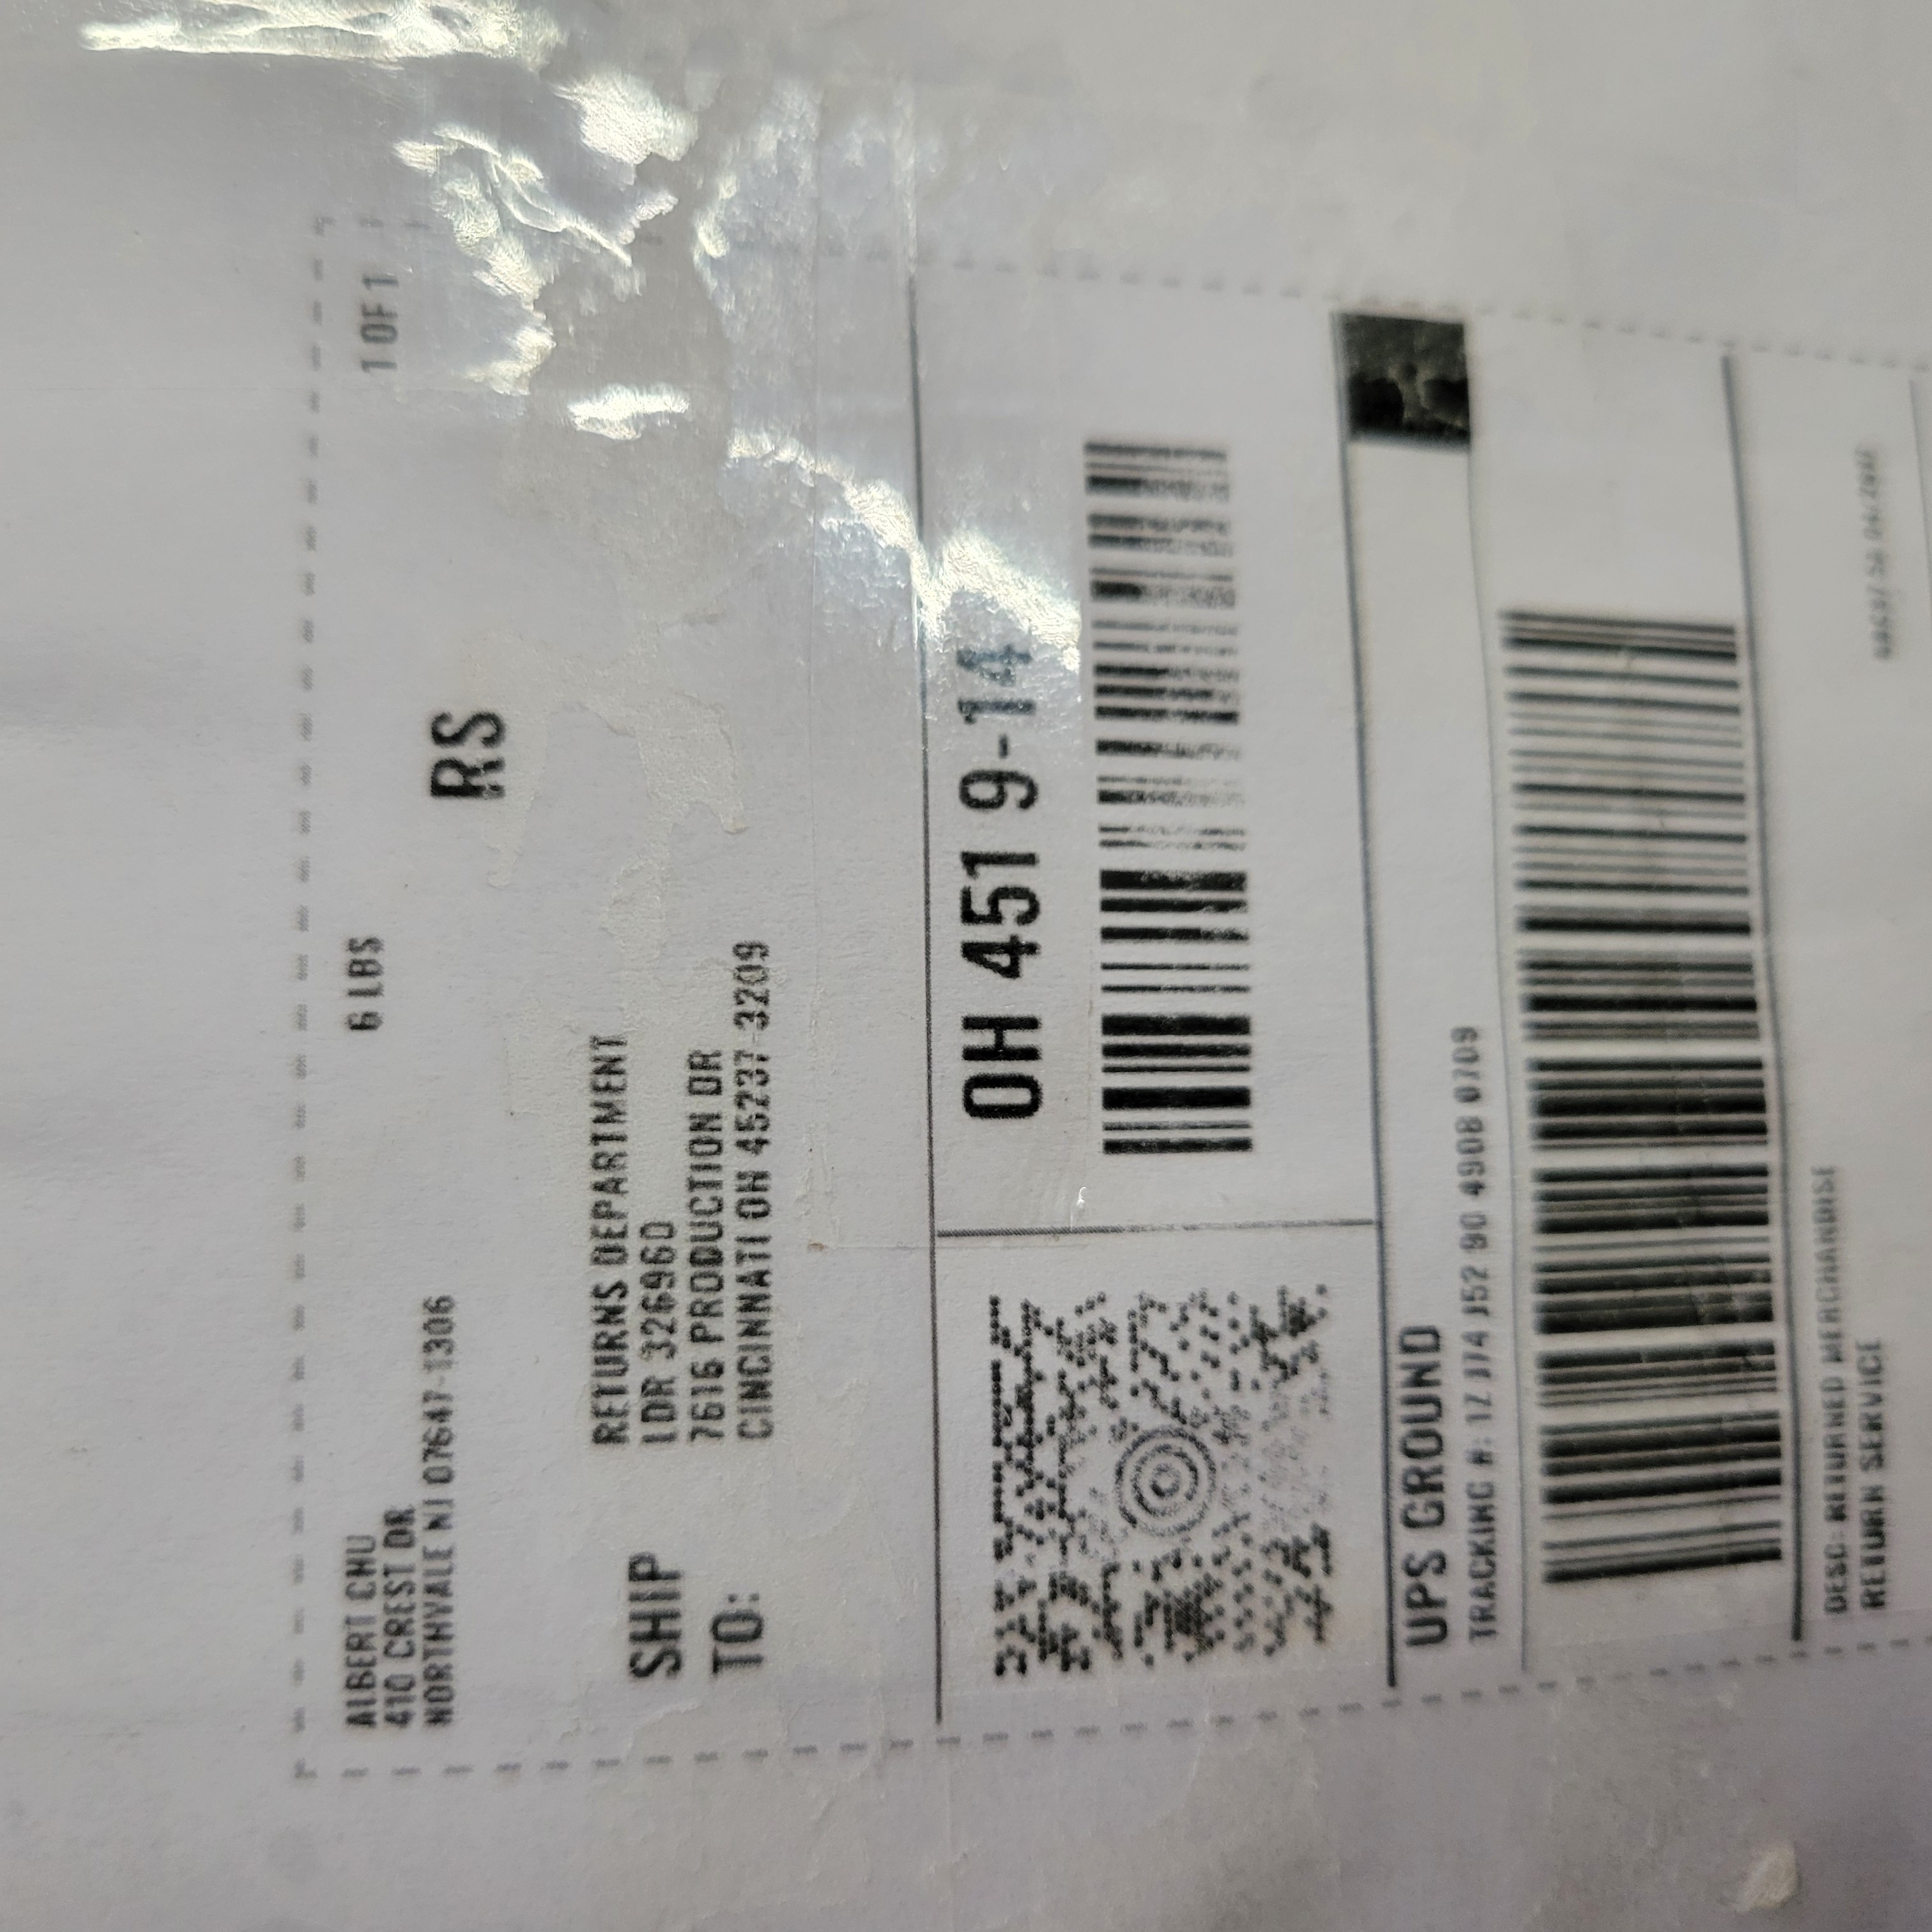 ALBERT CHU
410 CREST DR
NORTHVALE NJ 07647-1306
6 LBS
1 OF 1
RS
SHIP
TO:
RETURNS DEPARTMENT
LDR 326960
7616 PRODUCTION DR
CINCINNATI OH 45237-3209
OH 451 9-14
UPS GROUND
TRACKING #: 1Z J74 J52 90 4908 0709
DESC: RETURNED MERCHANDISE
RETURN SERVICE